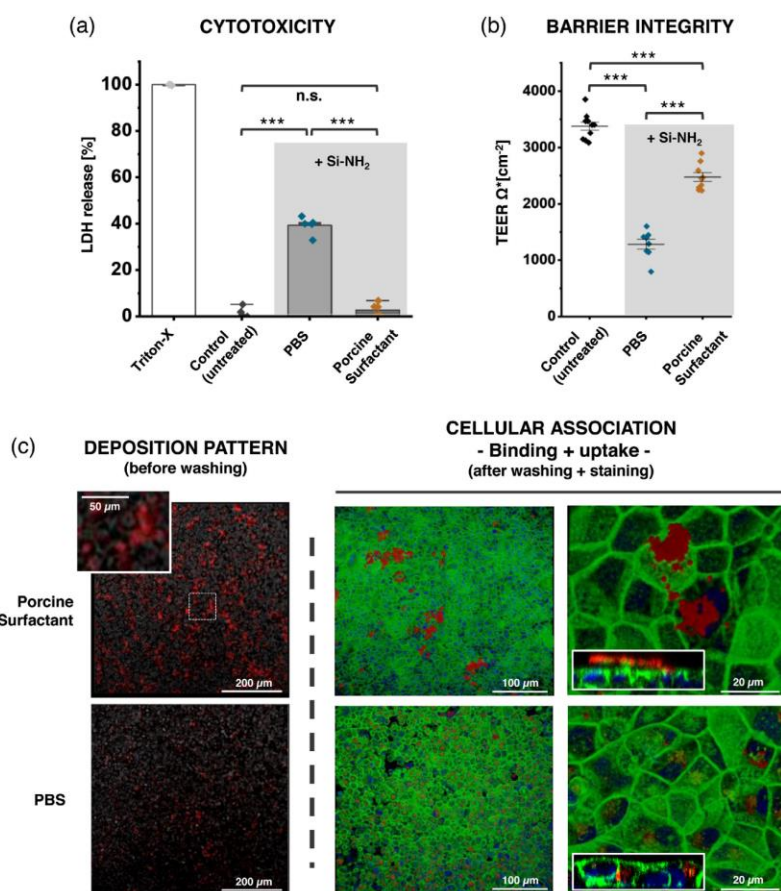 (a)
CYTOTOXICITY
LDH release [%]
100
80
60
40
20
0
n.s.
***
***
+ Si-NH₂
Triton-X
Control
(untreated)
PBS
Porcine
Surfactant
(b)
BARRIER INTEGRITY
TEER Ω*[cm⁻²]
4000
3000
2000
1000
0
***
***
***
+ Si-NH₂
Control
(untreated)
PBS
Porcine
Surfactant
(c)
DEPOSITION PATTERN
(before washing)
CELLULAR ASSOCIATION
- Binding + uptake -
(after washing + staining)
50 µm
Porcine
Surfactant
200 µm
100 µm
20 µm
PBS
200 µm
100 µm
20 µm